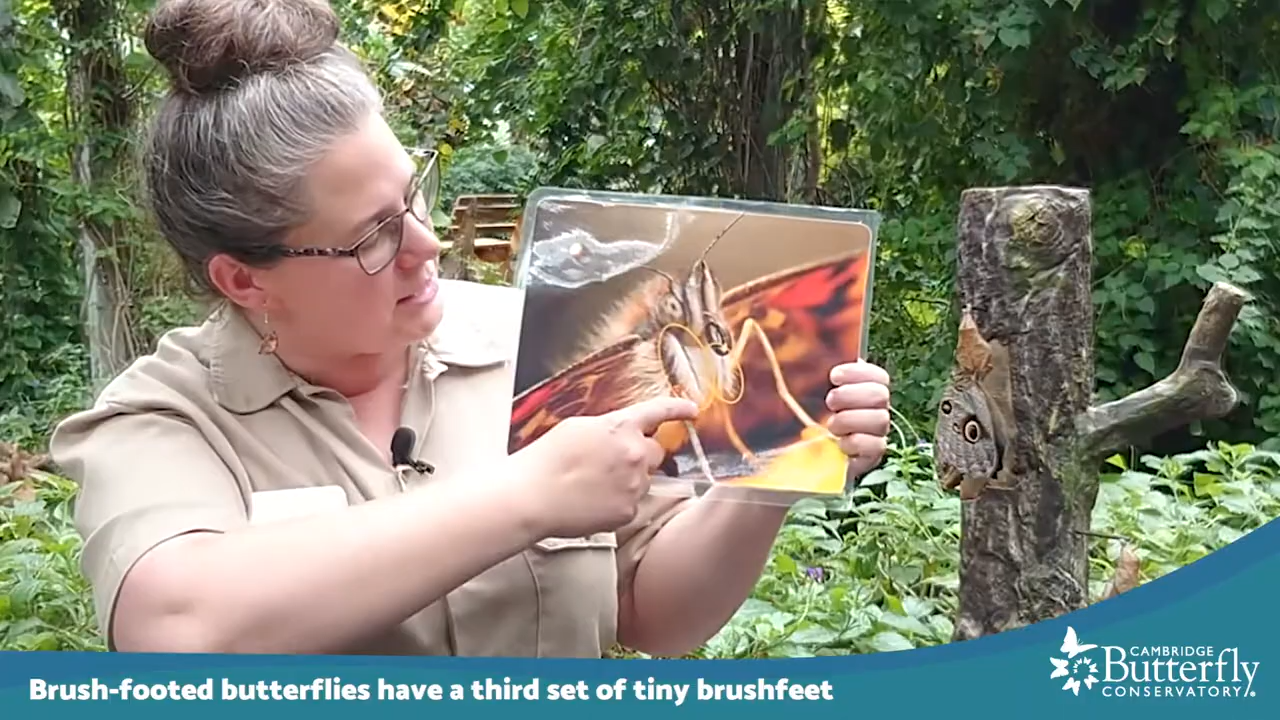 Brush-footed butterflies have a third set of tiny brushfeet
CAMBRIDGE
Butterfly
CONSERVATORY.